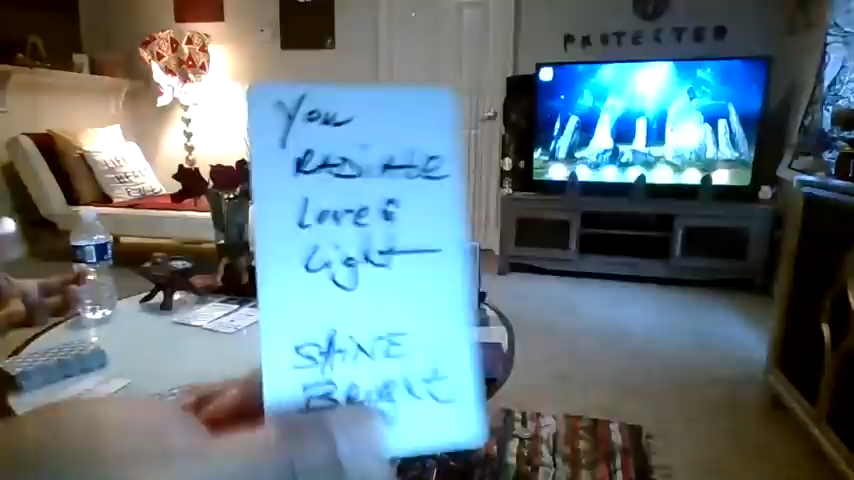 PROTECTED
You
RADIATE
Love &
Light
SHINE
BRight